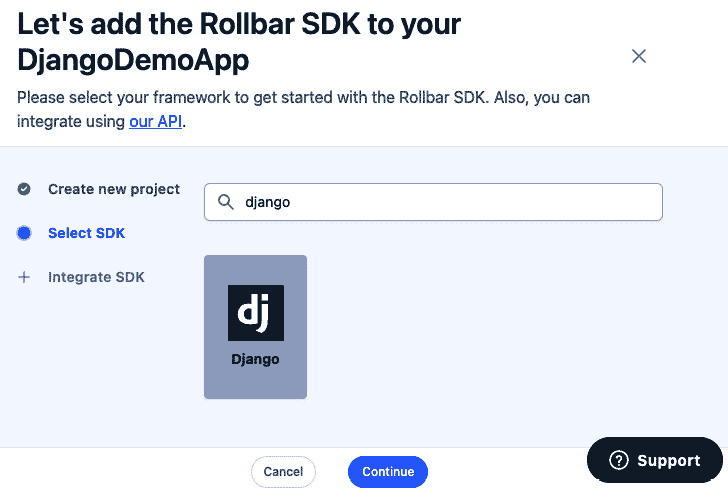 Let's add the Rollbar SDK to your
DjangoDemoApp
Please select your framework to get started with the Rollbar SDK. Also, you can
integrate using our API.
Create new project
django
Select SDK
Integrate SDK
dj
Django
Cancel
Continue
Support